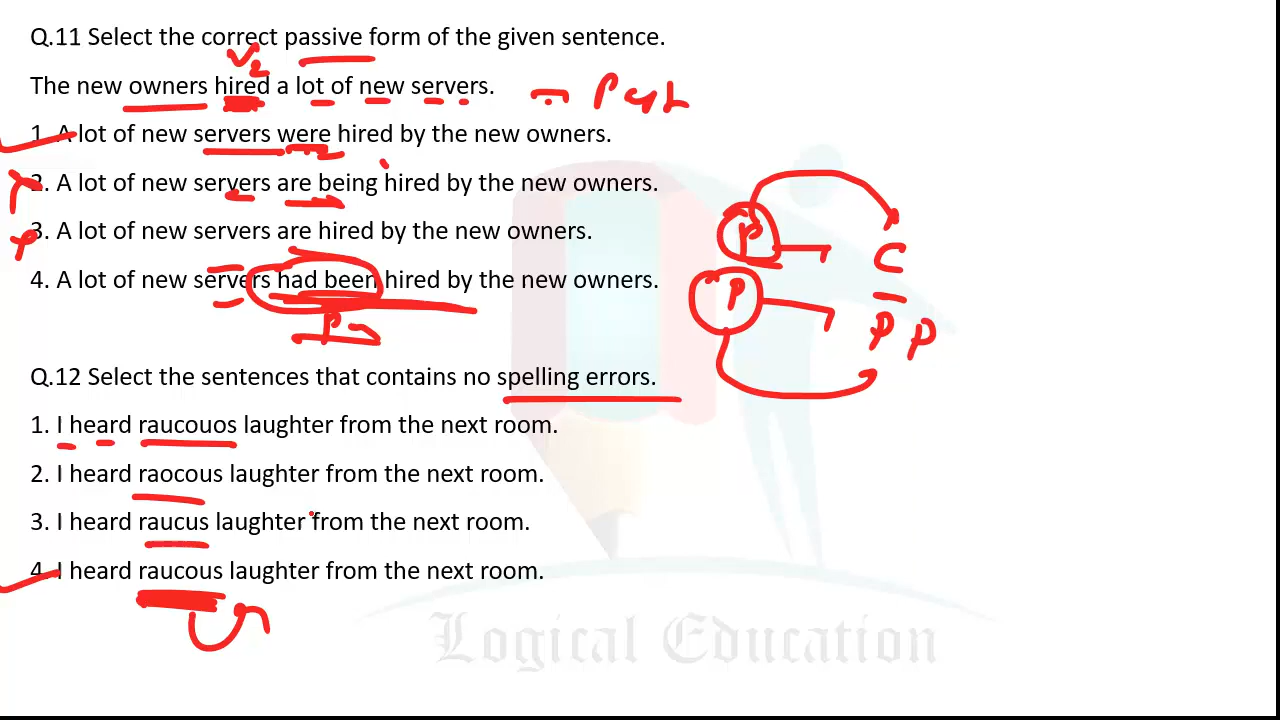 Q.11 Select the correct passive form of the given sentence.
V2
The new owners hired a lot of new servers.
Past
1. A lot of new servers were hired by the new owners.
2. A lot of new servers are being hired by the new owners.
3. A lot of new servers are hired by the new owners.
4. A lot of new servers had been hired by the new owners.
P
P C
P PP
Q.12 Select the sentences that contains no spelling errors.
1. I heard raucouos laughter from the next room.
2. I heard raocous laughter from the next room.
3. I heard raucus laughter from the next room.
4. I heard raucous laughter from the next room.
Logical Education